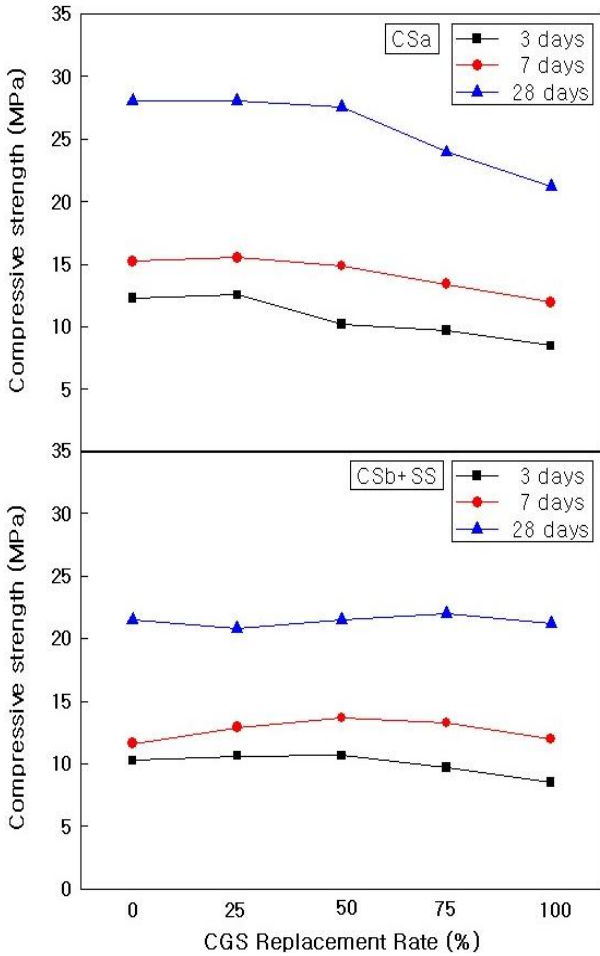 35
CSa
3 days
7 days
28 days
30
25
20
15
10
5
Compressive strength (MPa)
35
CSb+SS
3 days
7 days
28 days
30
25
20
15
10
5
0
Compressive strength (MPa)
0 25 50 75 100
CGS Replacement Rate (%)